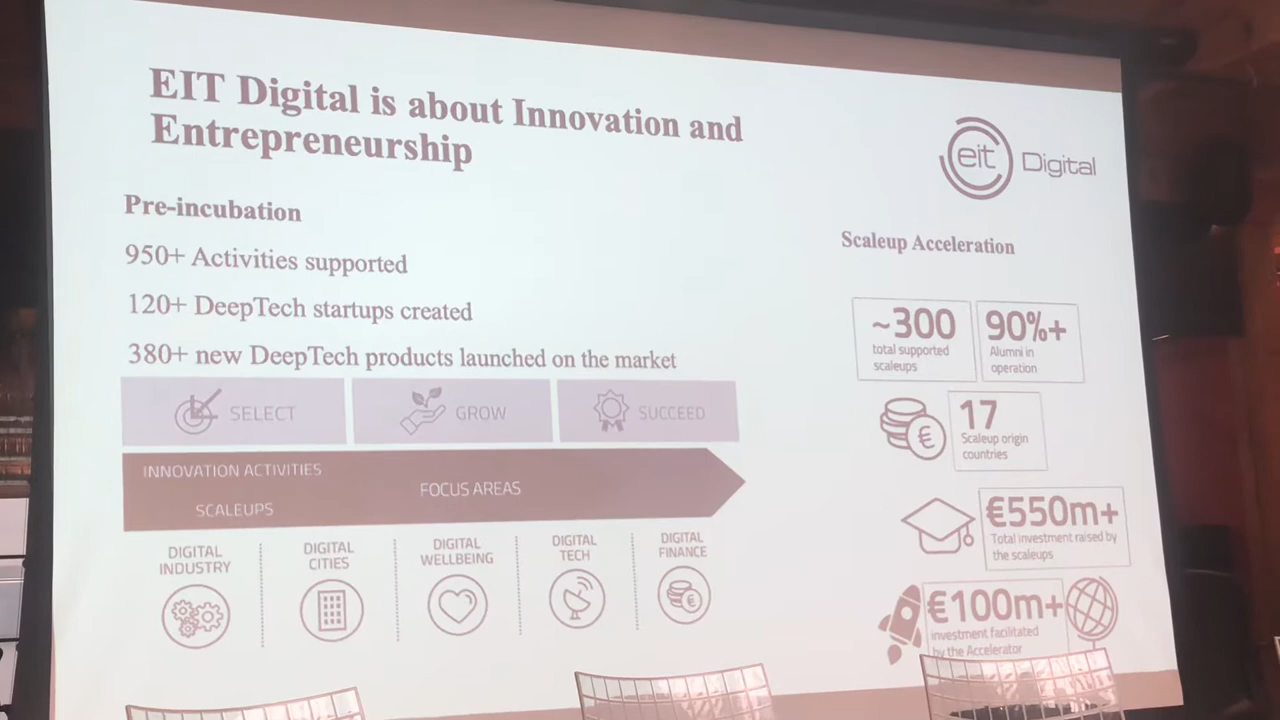 EIT Digital is about Innovation and
Entrepreneurship
eit Digital
Pre-incubation
950+ Activities supported
120+ DeepTech startups created
380+ new DeepTech products launched on the market
SELECT
GROW
SUCCEED
INNOVATION ACTIVITIES
SCALEUPS
FOCUS AREAS
DIGITAL
INDUSTRY
DIGITAL
CITIES
DIGITAL
WELLBEING
DIGITAL
TECH
DIGITAL
FINANCE
Scaleup Acceleration
~300
total supported
scaleups
90%+
Alumni in
operation
€
17
Scaleup origin
countries
€550m+
Total investment raised by
the scaleups
€100m+
investment facilitated
by the Accelerator